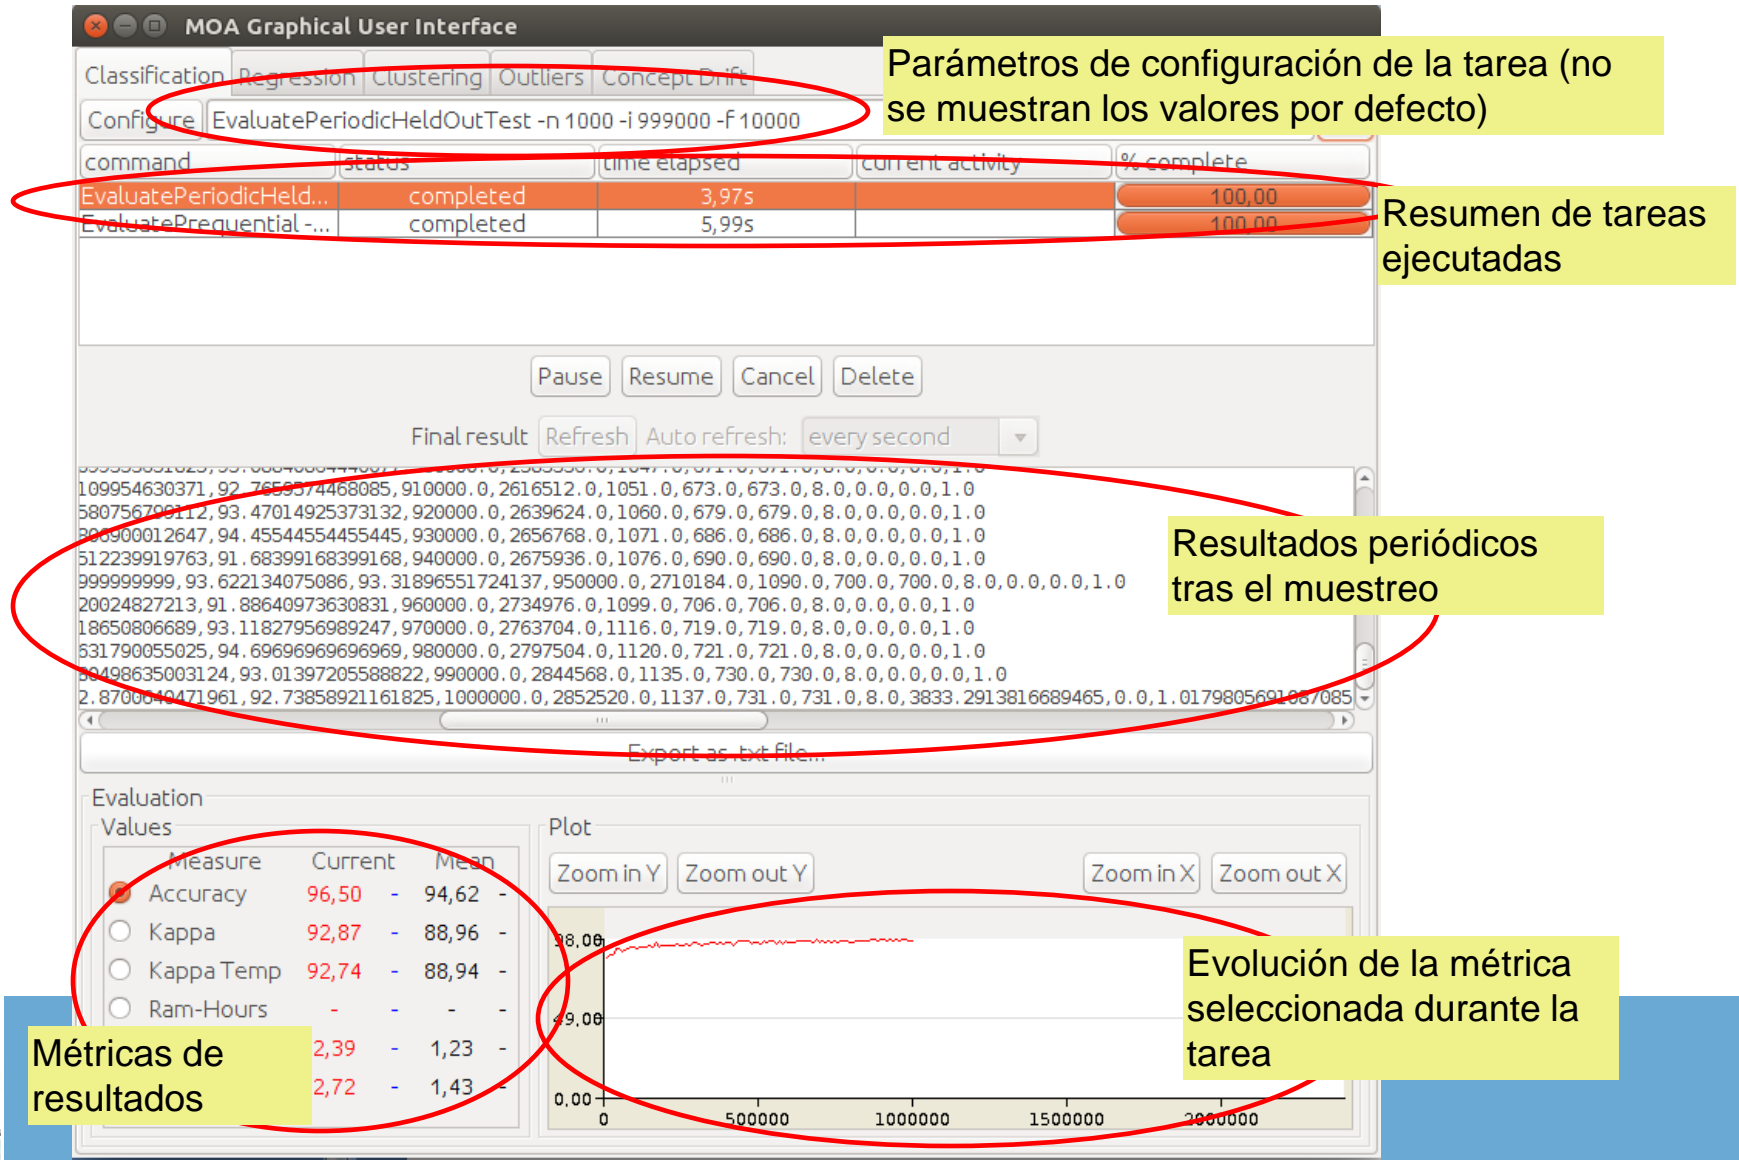 MOA Graphical User Interface
Parámetros de configuración de la tarea (no
se muestran los valores por defecto)
Classification Regression Clustering Outliers Concept Drift
Configure EvaluatePeriodicHeldOutTest -n 1000 -i 999000 -f 10000
command status time elapsed current activity % complete
EvaluatePeriodicHeld... completed 3,97s 100,00
EvaluatePrequential -... completed 5,99s 100,00
Resumen de tareas
ejecutadas
Pause Resume Cancel Delete
Final result Refresh Auto refresh: every second
109954630371,92.7659574468085,910000.0,2616512.0,1051.0,673.0,673.0,8.0,0.0,0.0,1.0
580756799112,93.47014925373132,920000.0,2639624.0,1060.0,679.0,679.0,8.0,0.0,0.0,1.0
806900012647,94.45544554455445,930000.0,2656768.0,1071.0,686.0,686.0,8.0,0.0,0.0,1.0
512239919763,91.68399168399168,940000.0,2675936.0,1076.0,690.0,690.0,8.0,0.0,0.0,1.0
999999999,93.622134075086,93.31896551724137,950000.0,2710184.0,1090.0,700.0,700.0,8.0,0.0,0.0,1.0
20024827213,91.88640973630831,960000.0,2734976.0,1099.0,706.0,706.0,8.0,0.0,0.0,1.0
18650806689,93.11827956989247,970000.0,2763704.0,1116.0,719.0,719.0,8.0,0.0,0.0,1.0
631790055025,94.69696969696969,980000.0,2797504.0,1120.0,721.0,721.0,8.0,0.0,0.0,1.0
80498635003124,93.01397205588822,990000.0,2844568.0,1135.0,730.0,730.0,8.0,0.0,0.0,1.0
2.8700640471961,92.73858921161825,1000000.0,2852520.0,1137.0,731.0,731.0,8.0,3833.2913816689465,0.0,1.0179805691087085
Resultados periódicos
tras el muestreo
Export as .txt file...
Evaluation
Values
Measure Current Mean
Accuracy 96,50 - 94,62 -
Kappa 92,87 - 88,96 -
Kappa Temp 92,74 - 88,94 -
Ram-Hours - - - -
2,39 - 1,23 -
2,72 - 1,43 -
Métricas de
resultados
Plot
Zoom in Y Zoom out Y Zoom in X Zoom out X
98,00
49,00
0,00
0 500000 1000000 1500000 2000000
Evolución de la métrica
seleccionada durante la
tarea